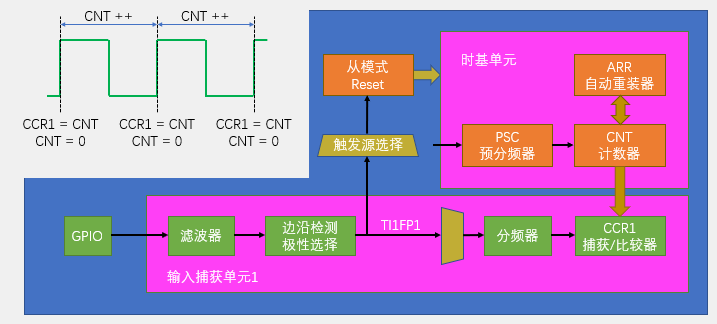 CNT ++
CNT ++
CCR1 = CNT
CNT = 0
CCR1 = CNT
CNT = 0
CCR1 = CNT
CNT = 0
从模式
Reset
时基单元
ARR
自动重装器
触发源选择
PSC
预分频器
CNT
计数器
GPIO
滤波器
边沿检测
极性选择
TI1FP1
分频器
CCR1
捕获/比较器
输入捕获单元1